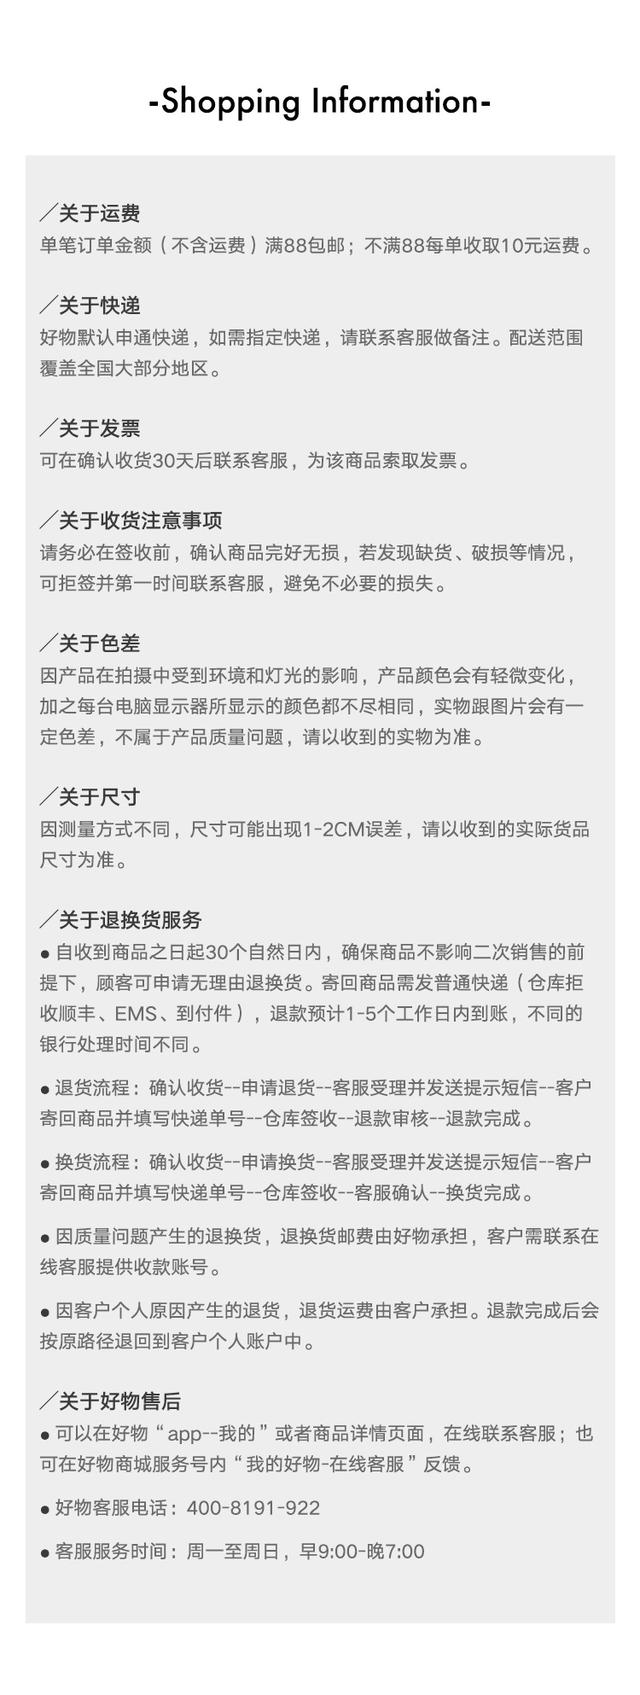 -Shopping Information-
／关于运费
单笔订单金额（不含运费）满88包邮；不满88每单收取10元运费。
／关于快递
好物默认申通快递，如需指定快递，请联系客服做备注。配送范围
覆盖全国大部分地区。
／关于发票
可在确认收货30天后联系客服，为该商品索取发票。
／关于收货注意事项
请务必在签收前，确认商品完好无损，若发现缺货、破损等情况，
可拒签并第一时间联系客服，避免不必要的损失。
／关于色差
因产品在拍摄中受到环境和灯光的影响，产品颜色会有轻微变化，
加之每台电脑显示器所显示的颜色都不尽相同，实物跟图片会有一
定色差，不属于产品质量问题，请以收到的实物为准。
／关于尺寸
因测量方式不同，尺寸可能出现1-2CM误差，请以收到的实际货品
尺寸为准。
／关于退换货服务
● 自收到商品之日起30个自然日内，确保商品不影响二次销售的前
提下，顾客可申请无理由退换货。寄回商品需发普通快递（仓库拒
收顺丰、EMS、到付件），退款预计1-5个工作日内到账，不同的
银行处理时间不同。
● 退货流程：确认收货--申请退货--客服受理并发送提示短信--客户
寄回商品并填写快递单号--仓库签收--退款审核--退款完成。
● 换货流程：确认收货--申请换货--客服受理并发送提示短信--客户
寄回商品并填写快递单号--仓库签收--客服确认--换货完成。
● 因质量问题产生的退换货，退换货邮费由好物承担，客户需联系在
线客服提供收款账号。
● 因客户个人原因产生的退货，退货运费由客户承担。退款完成后会
按原路径退回到客户个人账户中。
／关于好物售后
● 可以在好物“app--我的”或者商品详情页面，在线联系客服；也
可在好物商城服务号内“我的好物-在线客服”反馈。
● 好物客服电话：400-8191-922
● 客服服务时间：周一至周日，早9:00-晚7:00